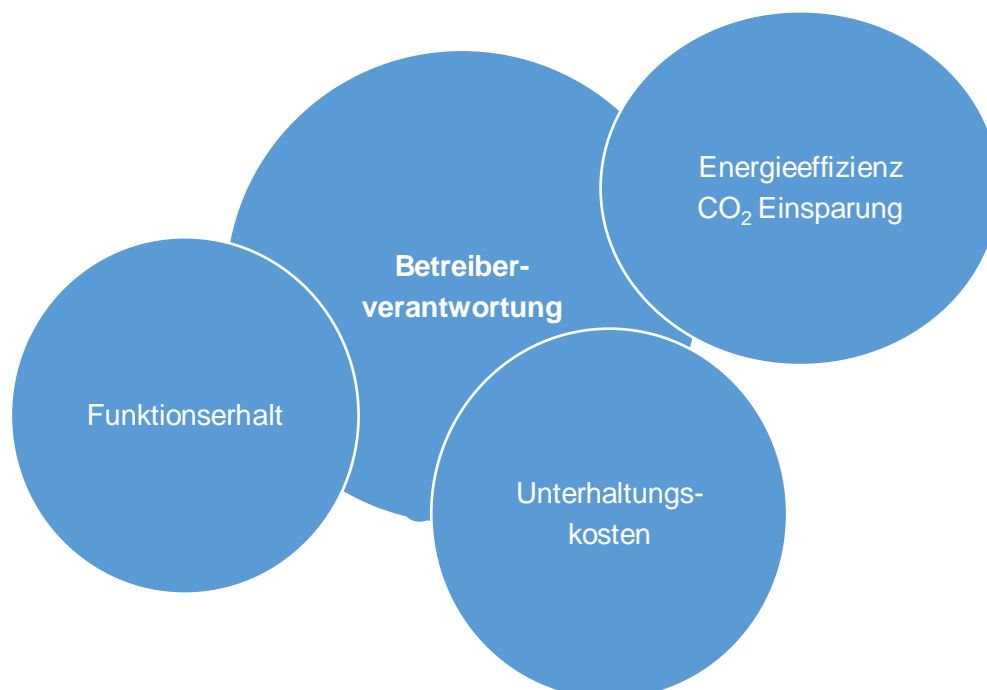 Energieeffizienz
CO₂ Einsparung
Betreiber-
verantwortung
Funktionserhalt
Unterhaltungs-
kosten